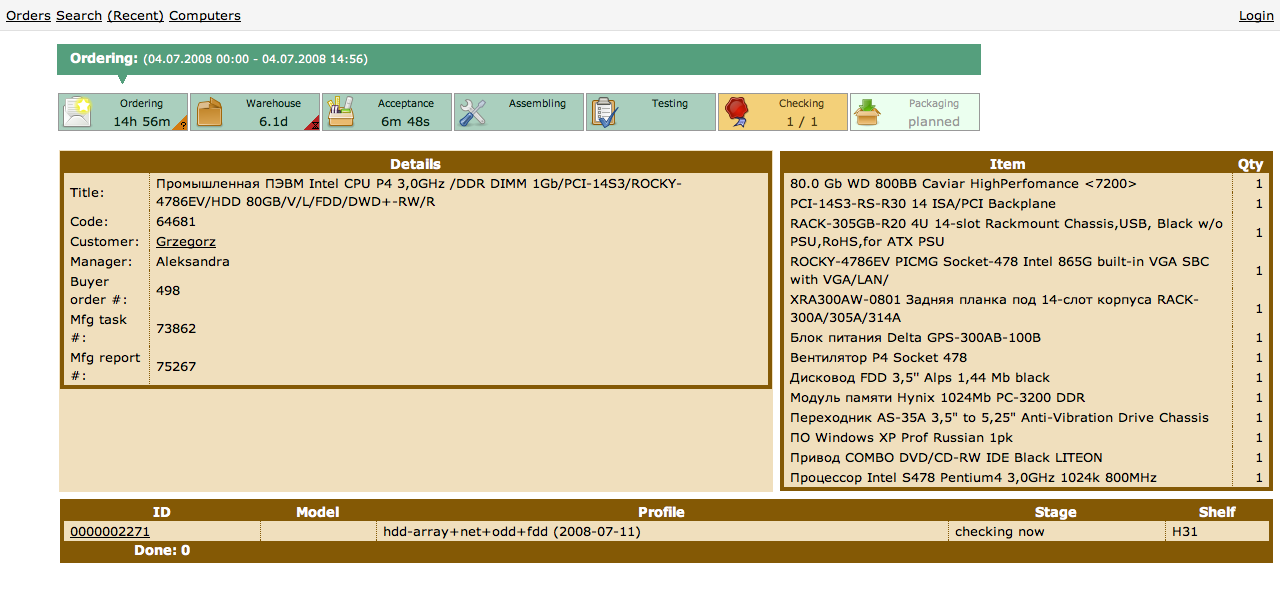 Orders Search (Recent) Computers Login
Ordering: (04.07.2008 00:00 - 04.07.2008 14:56)
Ordering
14h 56m
?
Warehouse
6.1d
Acceptance
6m 48s
Assembling
Testing
Checking
1 / 1
Packaging
planned
Details
Title: Промышленная ПЭВМ Intel CPU P4 3,0GHz /DDR DIMM 1Gb/PCI-14S3/ROCKY-
4786EV/HDD 80GB/V/L/FDD/DWD+-RW/R
Code: 64681
Customer: Grzegorz
Manager: Aleksandra
Buyer
order #: 498
Mfg task
#: 73862
Mfg report
#: 75267
Item Qty
80.0 Gb WD 800BB Caviar HighPerfomance <7200> 1
PCI-14S3-RS-R30 14 ISA/PCI Backplane 1
RACK-305GB-R20 4U 14-slot Rackmount Chassis,USB, Black w/o
PSU,RoHS,for ATX PSU 1
ROCKY-4786EV PICMG Socket-478 Intel 865G built-in VGA SBC
with VGA/LAN/ 1
XRA300AW-0801 Задняя планка под 14-слот корпуса RACK-
300A/305A/314A 1
Блок питания Delta GPS-300AB-100B 1
Вентилятор P4 Socket 478 1
Дисковод FDD 3,5" Alps 1,44 Mb black 1
Модуль памяти Hynix 1024Mb PC-3200 DDR 1
Переходник AS-35A 3,5" to 5,25" Anti-Vibration Drive Chassis 1
ПО Windows XP Prof Russian 1pk 1
Привод COMBO DVD/CD-RW IDE Black LITEON 1
Процессор Intel S478 Pentium4 3,0GHz 1024k 800MHz 1
ID Model Profile Stage Shelf
0000002271 hdd-array+net+odd+fdd (2008-07-11) checking now H31
Done: 0